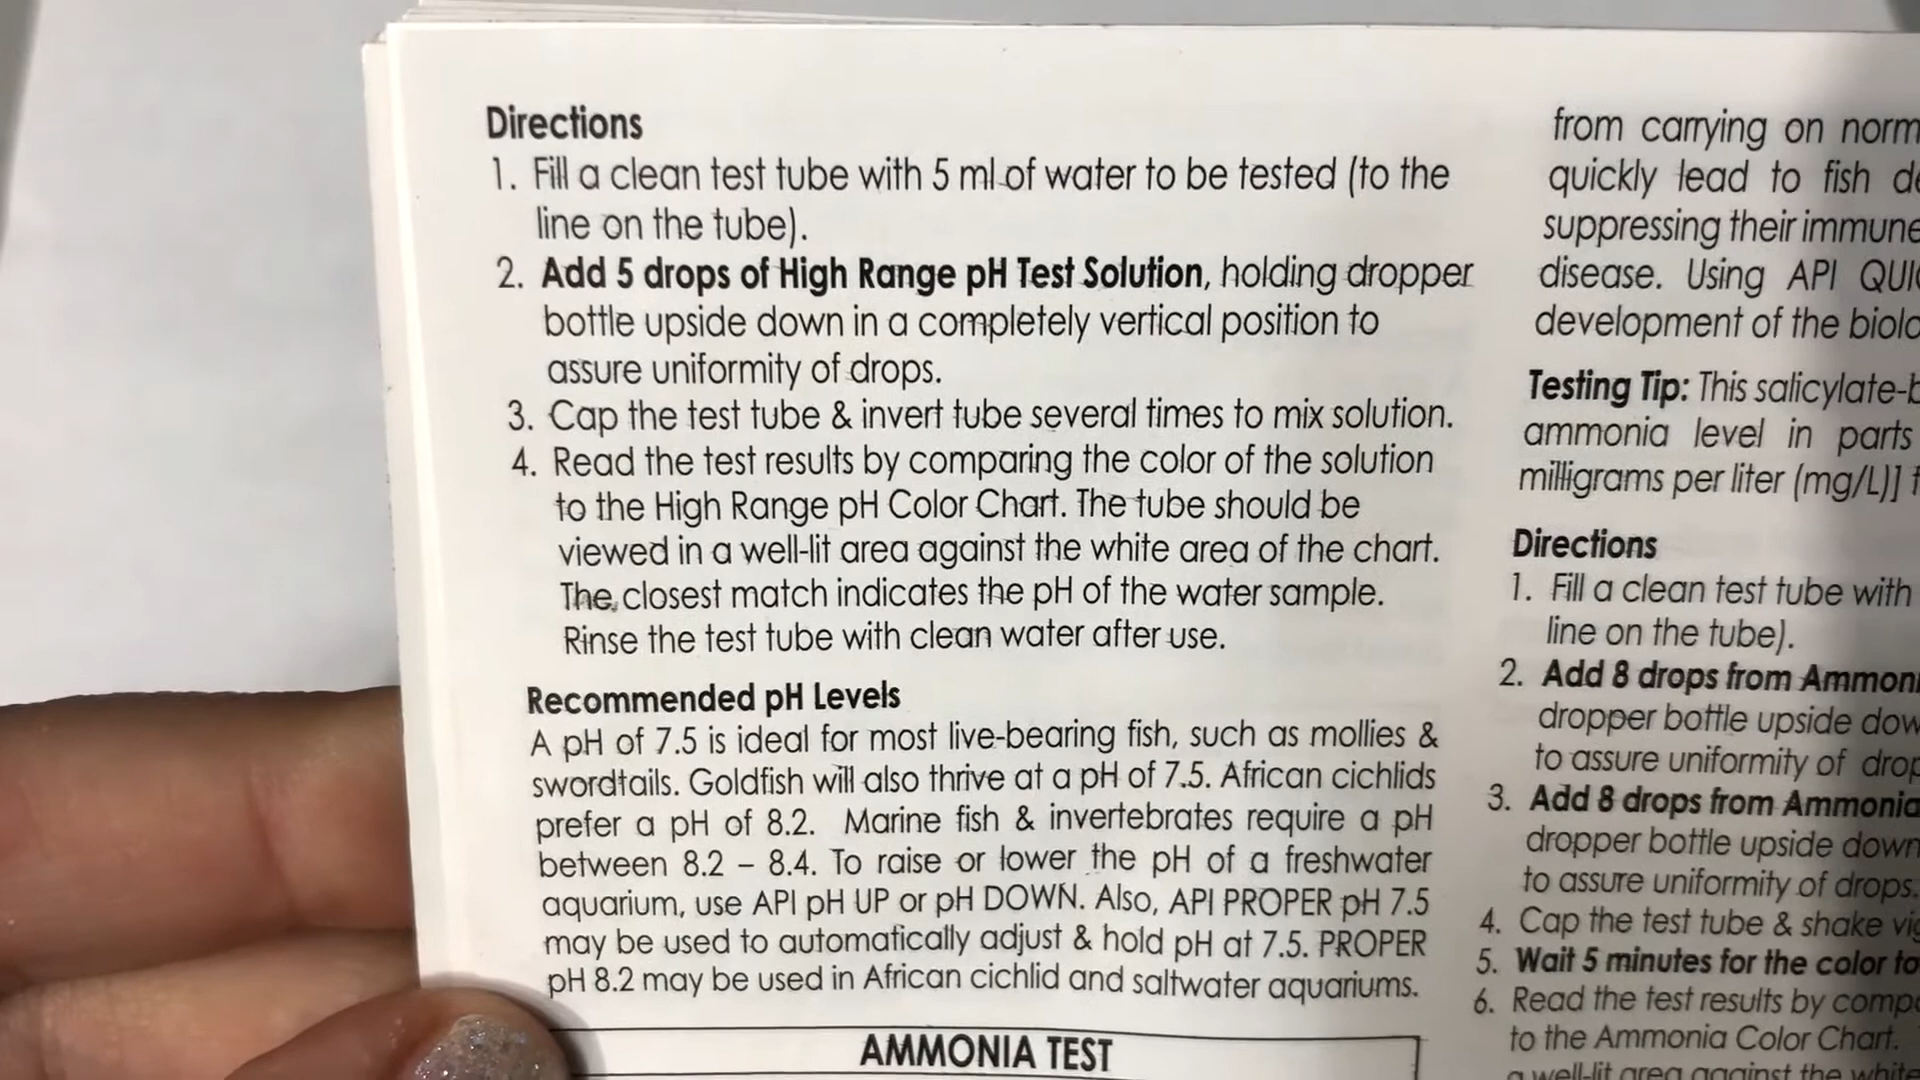 Directions
1. Fill a clean test tube with 5 ml of water to be tested (to the
line on the tube).
2. Add 5 drops of High Range pH Test Solution, holding dropper
bottle upside down in a completely vertical position to
assure uniformity of drops.
3. Cap the test tube & invert tube several times to mix solution.
4. Read the test results by comparing the color of the solution
to the High Range pH Color Chart. The tube should be
viewed in a well-lit area against the white area of the chart.
The closest match indicates the pH of the water sample.
Rinse the test tube with clean water after use.
Recommended pH Levels
A pH of 7.5 is ideal for most live-bearing fish, such as mollies &
swordtails. Goldfish will also thrive at a pH of 7.5. African cichlids
prefer a pH of 8.2. Marine fish & invertebrates require a pH
between 8.2 – 8.4. To raise or lower the pH of a freshwater
aquarium, use API pH UP or pH DOWN. Also, API PROPER pH 7.5
may be used to automatically adjust & hold pH at 7.5. PROPER
pH 8.2 may be used in African cichlid and saltwater aquariums.
AMMONIA TEST
from carrying on
quickly lead to fish
suppressing their immune
disease. Using API
development of the
Testing Tip: This
ammonia level in parts
milligrams per liter (mg/L)]
Directions
1. Fill a clean test tube with
line on the tube).
2. Add 8 drops from
dropper bottle upside
to assure uniformity of
3. Add 8 drops from Ammonia
dropper bottle upside down
to assure uniformity of drops.
4. Cap the test tube & shake
5. Wait 5 minutes for the color to
6. Read the test results by
to the Ammonia Color Chart.
a well-lit area against the white